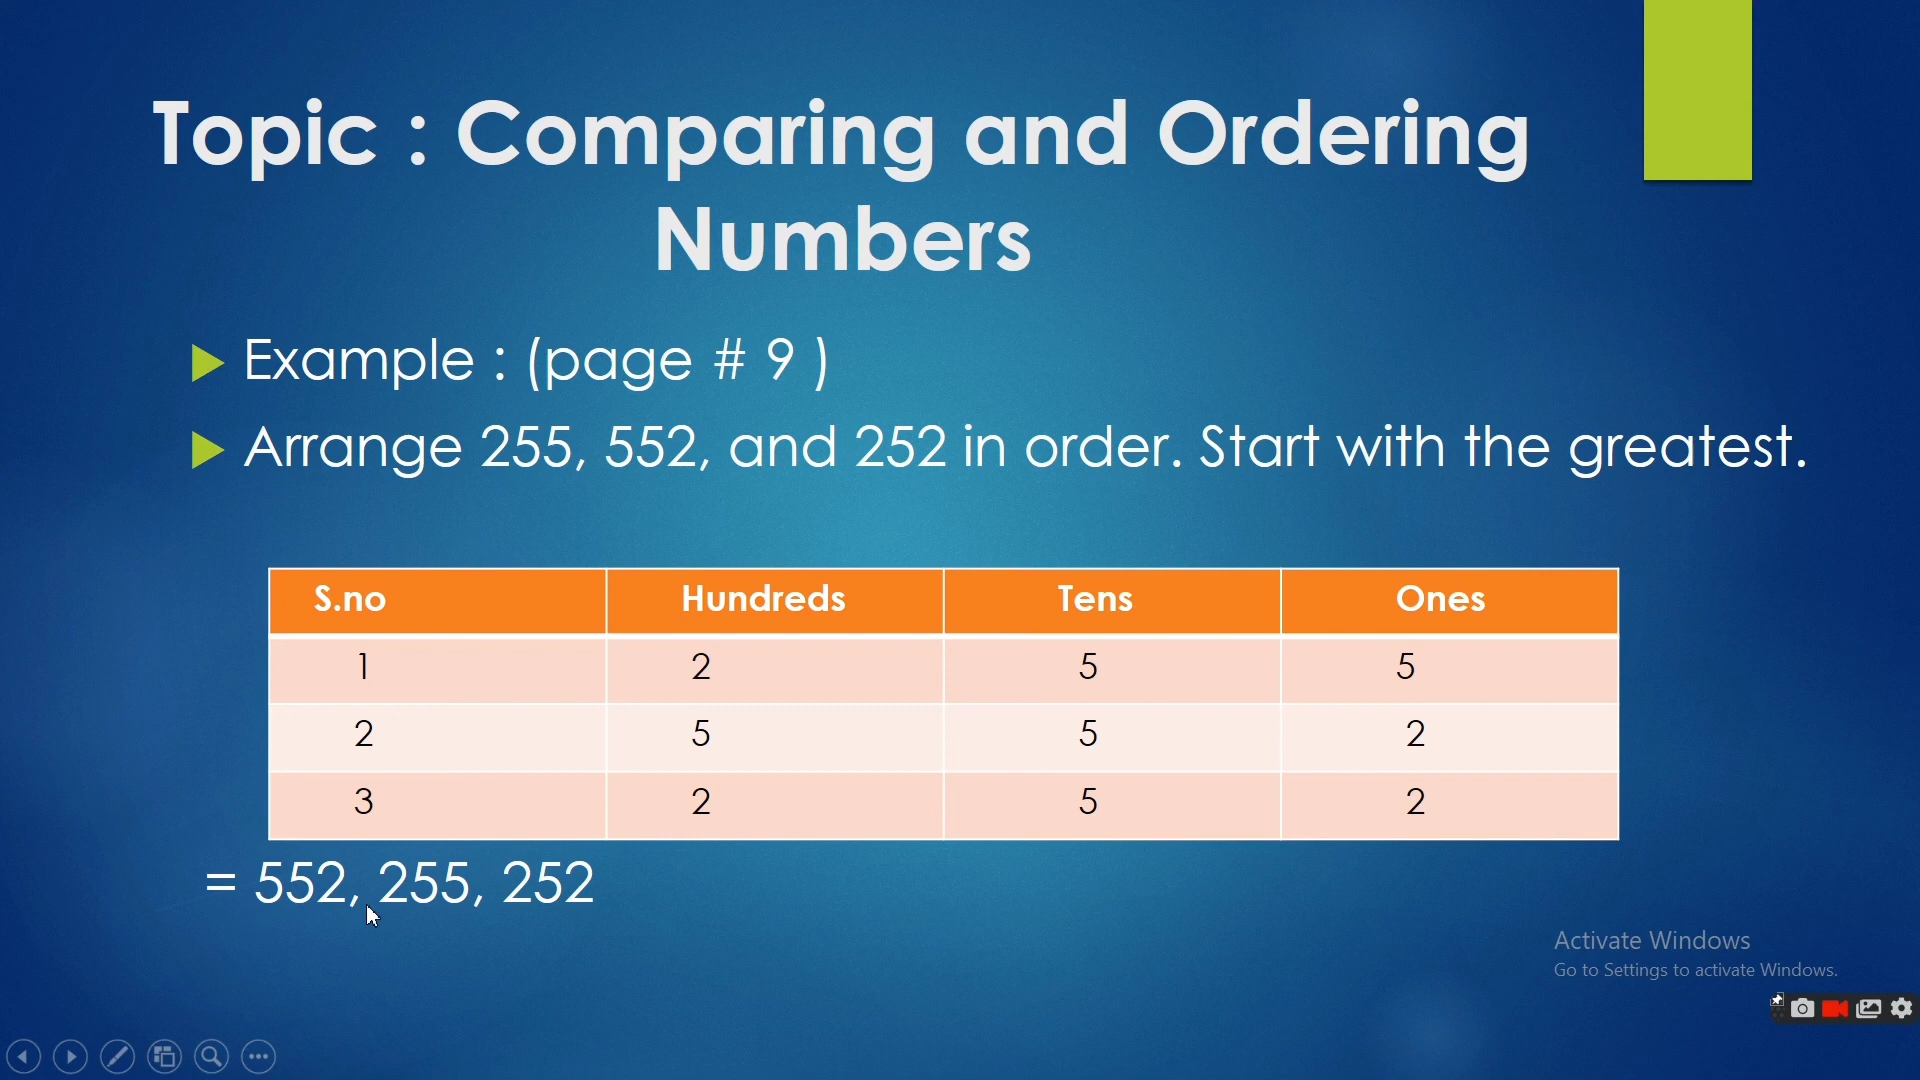 Topic : Comparing and Ordering
Numbers
Example : (page # 9 )
Arrange 255, 552, and 252 in order. Start with the greatest.
S.no Hundreds Tens Ones
1 2 5 5
2 5 5 2
3 2 5 2
= 552, 255, 252
Activate Windows
Go to Settings to activate Windows.